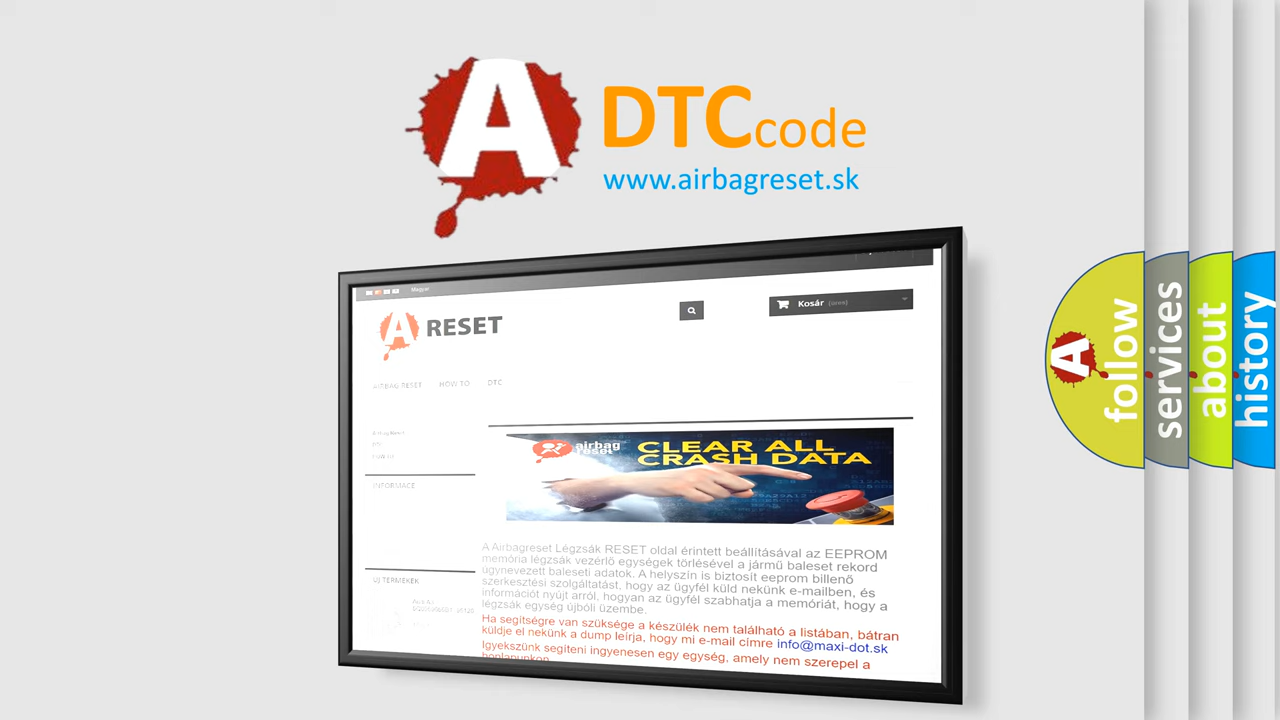 A DTCcode
www.airbagreset.sk
Magyar
Kosár (üres)
A RESET
AIRBAG RESET HOW TO DTC
INFORMACE
ÚJ TERMÉKEK
airbag
reset
CLEAR ALL
CRASH DATA
A Airbagreset Légzsák RESET oldal érintett beállításával az EEPROM
memória légzsák vezérlő egységek törlésével a jármű baleset rekord
úgynevezett baleseti adatok. A helyszín is biztosít eeprom billenő
szerkesztési szolgáltatást, hogy az ügyfél küld nekünk e-mailben, és
információt nyújt arról, hogyan az ügyfél szabhatja a memóriát, hogy a
légzsák egység újbóli üzembe.
Ha segítségre van szüksége a készülék nem található a listában, bátran
küldje el nekünk a dump leírja, hogy mi e-mail címre info@maxi-dot.sk
Igyekszünk segíteni ingyenesen egy egység, amely nem szerepel a
honlapunkon
A follow
services
about
history